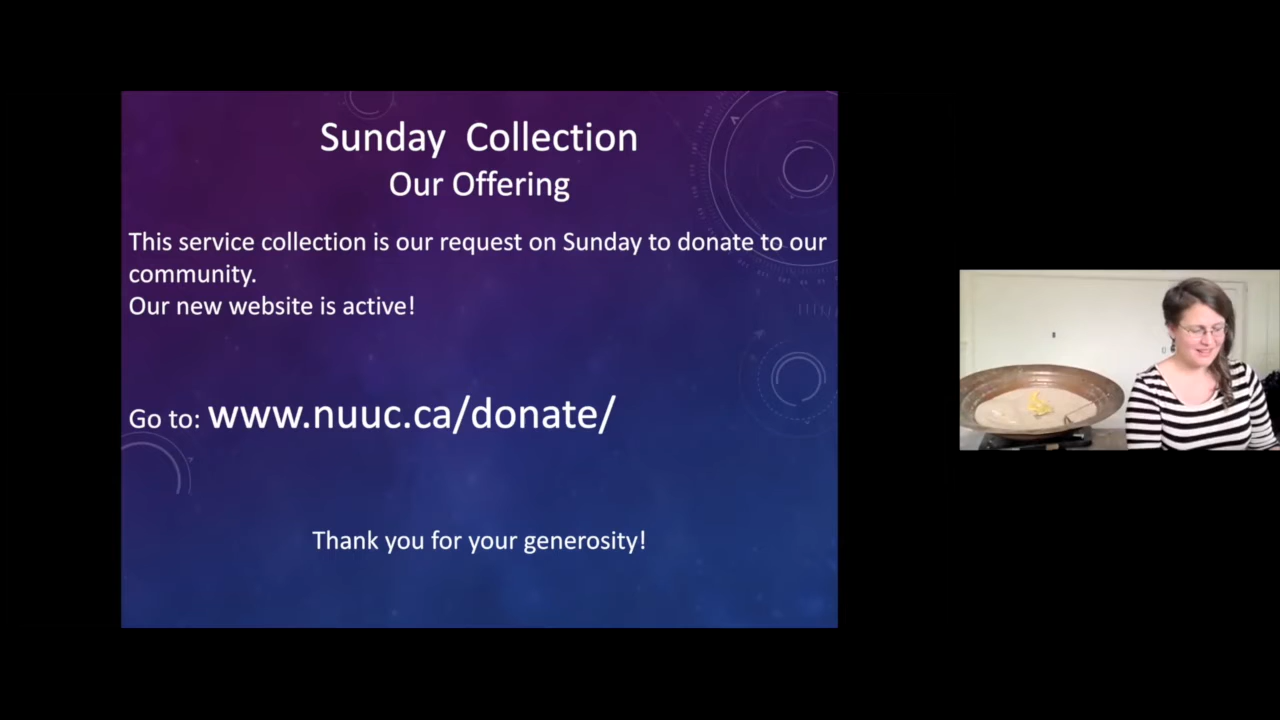 Sunday Collection
Our Offering
This service collection is our request on Sunday to donate to our
community.
Our new website is active!
Go to: www.nuuc.ca/donate/
Thank you for your generosity!